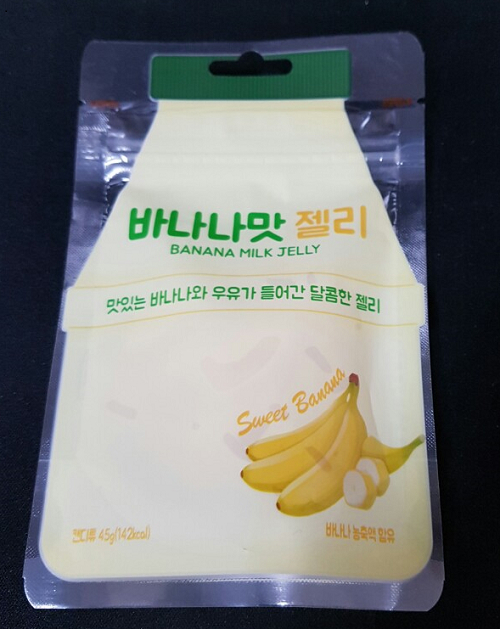 바나나맛 젤리
BANANA MILK JELLY
맛있는 바나나와 우유가 들어간 달콤한 젤리
Sweet Banana
캔디류 45g(142kcal)
바나나 농축액 함유